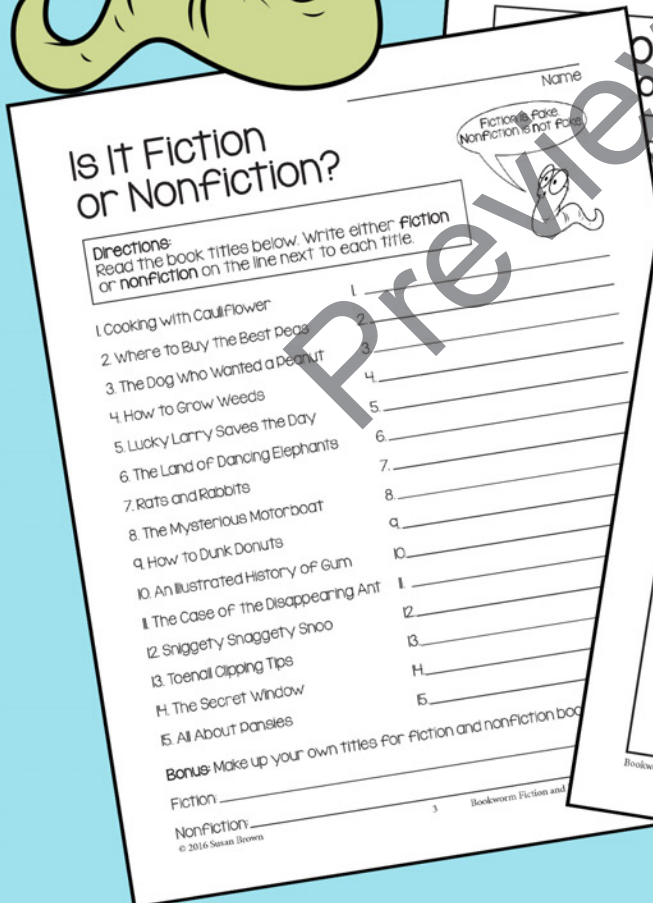 Name
Is It Fiction
or Nonfiction?
Fiction is fake.
Nonfiction is not fake.
Directions:
Read the book titles below. Write either fiction
or nonfiction on the line next to each title.
1. Cooking with Cauliflower
2. Where to Buy the Best Peas
3. The Dog Who Wanted a Peanut
4. How to Grow Weeds
5. Lucky Larry Saves the Day
6. The Land of Dancing Elephants
7. Rats and Rabbits
8. The Mysterious Motorboat
9. How to Dunk Donuts
10. An Illustrated History of Gum
11. The Case of the Disappearing Ant
12. Sniggety Snaggety Snoo
13. Toenail Clipping Tips
14. The Secret Window
15. All About Pansies
1.
2.
3.
4.
5.
6.
7.
8.
9.
10.
11.
12.
13.
14.
15.
Bonus: Make up your own titles for fiction and nonfiction
Fiction:
Nonfiction:
© 2016 Susan Brown
3
Bookworm Fiction and
Preview